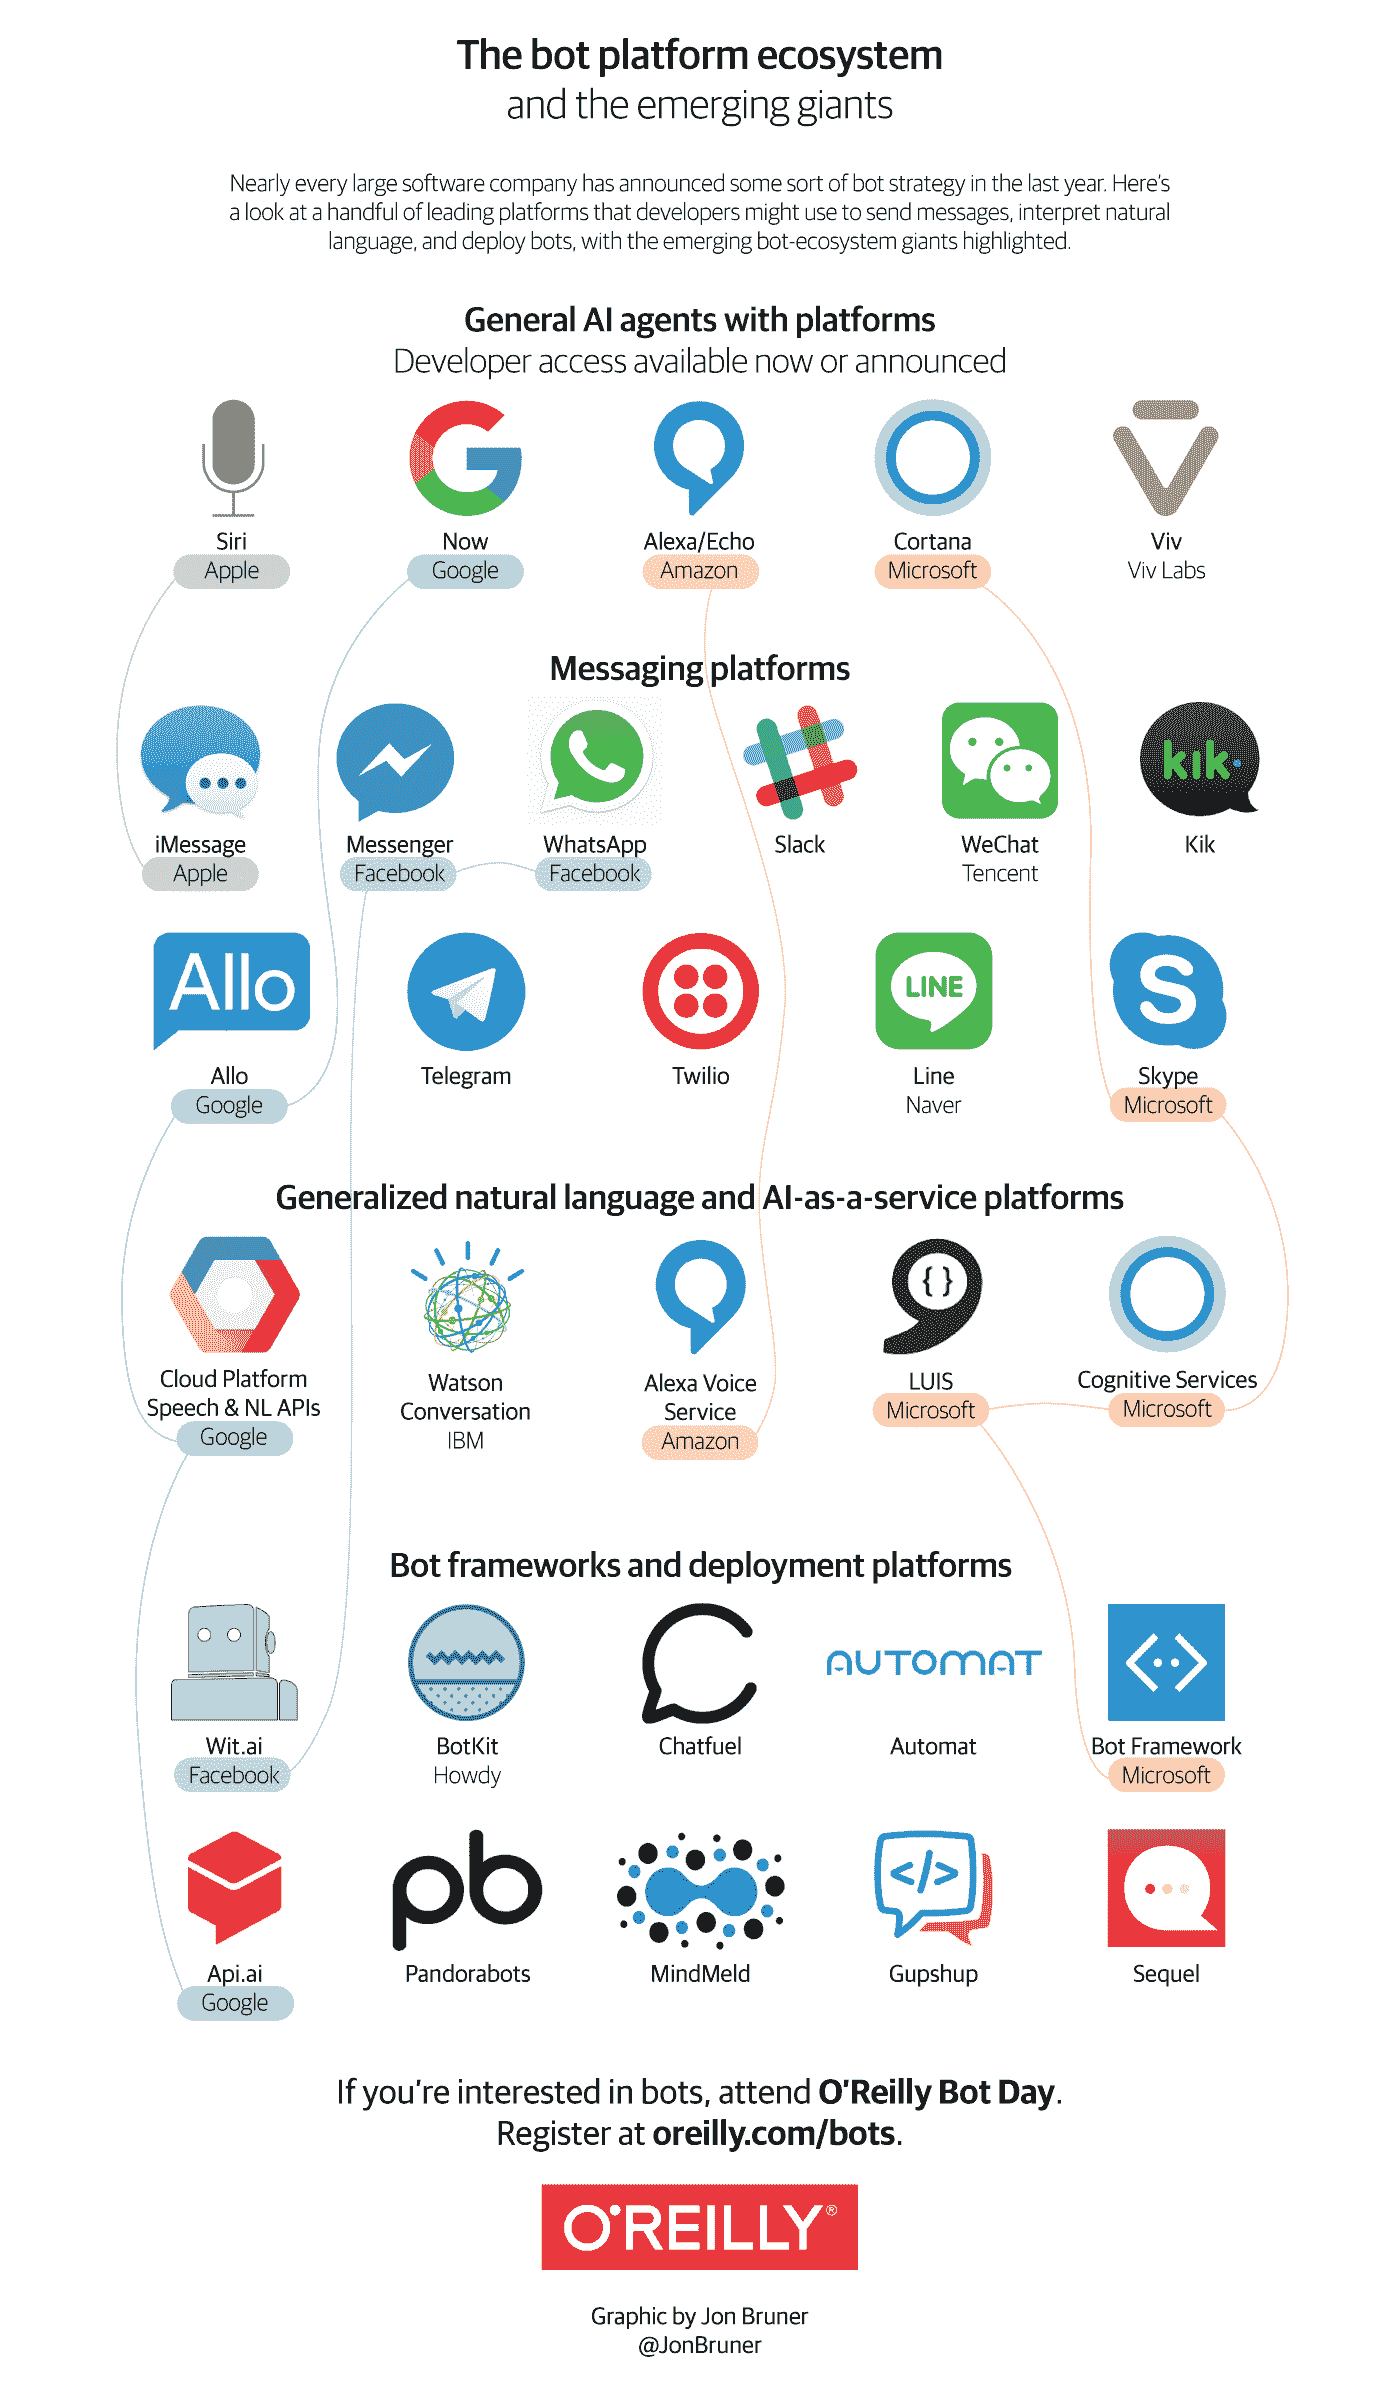 The bot platform ecosystem
and the emerging giants
Nearly every large software company has announced some sort of bot strategy in the last year. Here's
a look at a handful of leading platforms that developers might use to send messages, interpret natural
language, and deploy bots, with the emerging bot-ecosystem giants highlighted.
General AI agents with platforms
Developer access available now or announced
Siri
Apple
Now
Google
Alexa/Echo
Amazon
Cortana
Microsoft
Viv
Viv Labs
Messaging platforms
kik
iMessage
Apple
Messenger
Facebook
WhatsApp
Facebook
Slack
WeChat
Tencent
Kik
Allo
LINE
S
Allo
Google
Telegram
Twilio
Line
Naver
Skype
Microsoft
Generalized natural language and AI-as-a-service platforms
{ }
Cloud Platform
Speech & NL APIs
Google
Watson
Conversation
IBM
Alexa Voice
Service
Amazon
LUIS
Microsoft
Cognitive Services
Microsoft
Bot frameworks and deployment platforms
AUTOMAT
Wit.ai
Facebook
BotKit
Howdy
Chatfuel
Automat
Bot Framework
Microsoft
pb
</>
Api.ai
Google
Pandorabots
MindMeld
Gupshup
Sequel
If you're interested in bots, attend O'Reilly Bot Day.
Register at oreilly.com/bots.
O'REILLY®
Graphic by Jon Bruner
@JonBruner